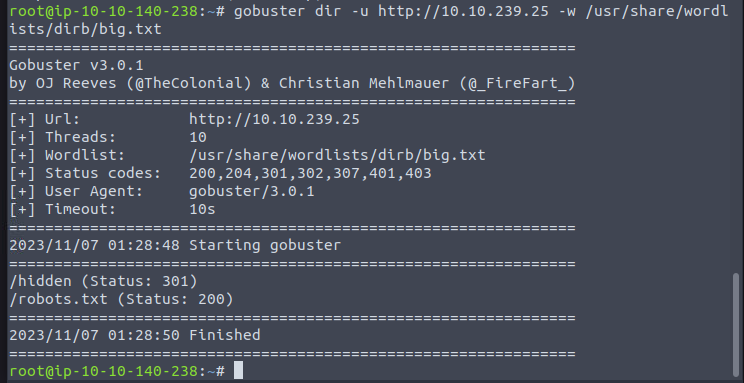 root@ip-10-10-140-238:~# gobuster dir -u http://10.10.239.25 -w /usr/share/wordl
ists/dirb/big.txt
===============================================================
Gobuster v3.0.1
by OJ Reeves (@TheColonial) & Christian Mehlmauer (@_FireFart_)
===============================================================
[+] Url:            http://10.10.239.25
[+] Threads:        10
[+] Wordlist:       /usr/share/wordlists/dirb/big.txt
[+] Status codes:   200,204,301,302,307,401,403
[+] User Agent:     gobuster/3.0.1
[+] Timeout:        10s
===============================================================
2023/11/07 01:28:48 Starting gobuster
===============================================================
/hidden (Status: 301)
/robots.txt (Status: 200)
===============================================================
2023/11/07 01:28:50 Finished
===============================================================
root@ip-10-10-140-238:~#